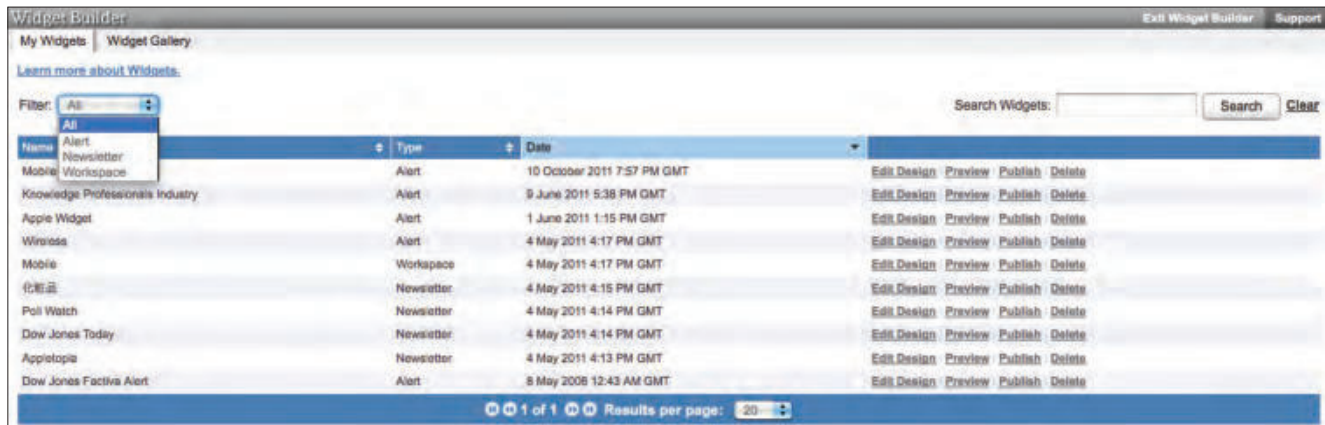 Widget Builder Exit Widget Builder Support
My Widgets Widget Gallery
Learn more about Widgets.
Filter: All Search Widgets: Search Clear
All
Alert
Newsletter
Workspace
Name Type Date
Mobile Alert 10 October 2011 7:57 PM GMT Edit Design Preview Publish Delete
Knowledge Professionals Industry Alert 9 June 2011 5:38 PM GMT Edit Design Preview Publish Delete
Apple Widget Alert 1 June 2011 1:15 PM GMT Edit Design Preview Publish Delete
Wireless Alert 4 May 2011 4:17 PM GMT Edit Design Preview Publish Delete
Mobile Workspace 4 May 2011 4:17 PM GMT Edit Design Preview Publish Delete
化粧品 Newsletter 4 May 2011 4:15 PM GMT Edit Design Preview Publish Delete
Poll Watch Newsletter 4 May 2011 4:14 PM GMT Edit Design Preview Publish Delete
Dow Jones Today Newsletter 4 May 2011 4:14 PM GMT Edit Design Preview Publish Delete
Appletopia Newsletter 4 May 2011 4:13 PM GMT Edit Design Preview Publish Delete
Dow Jones Factiva Alert Alert 8 May 2008 12:43 AM GMT Edit Design Preview Publish Delete
1 of 1 Results per page: 20